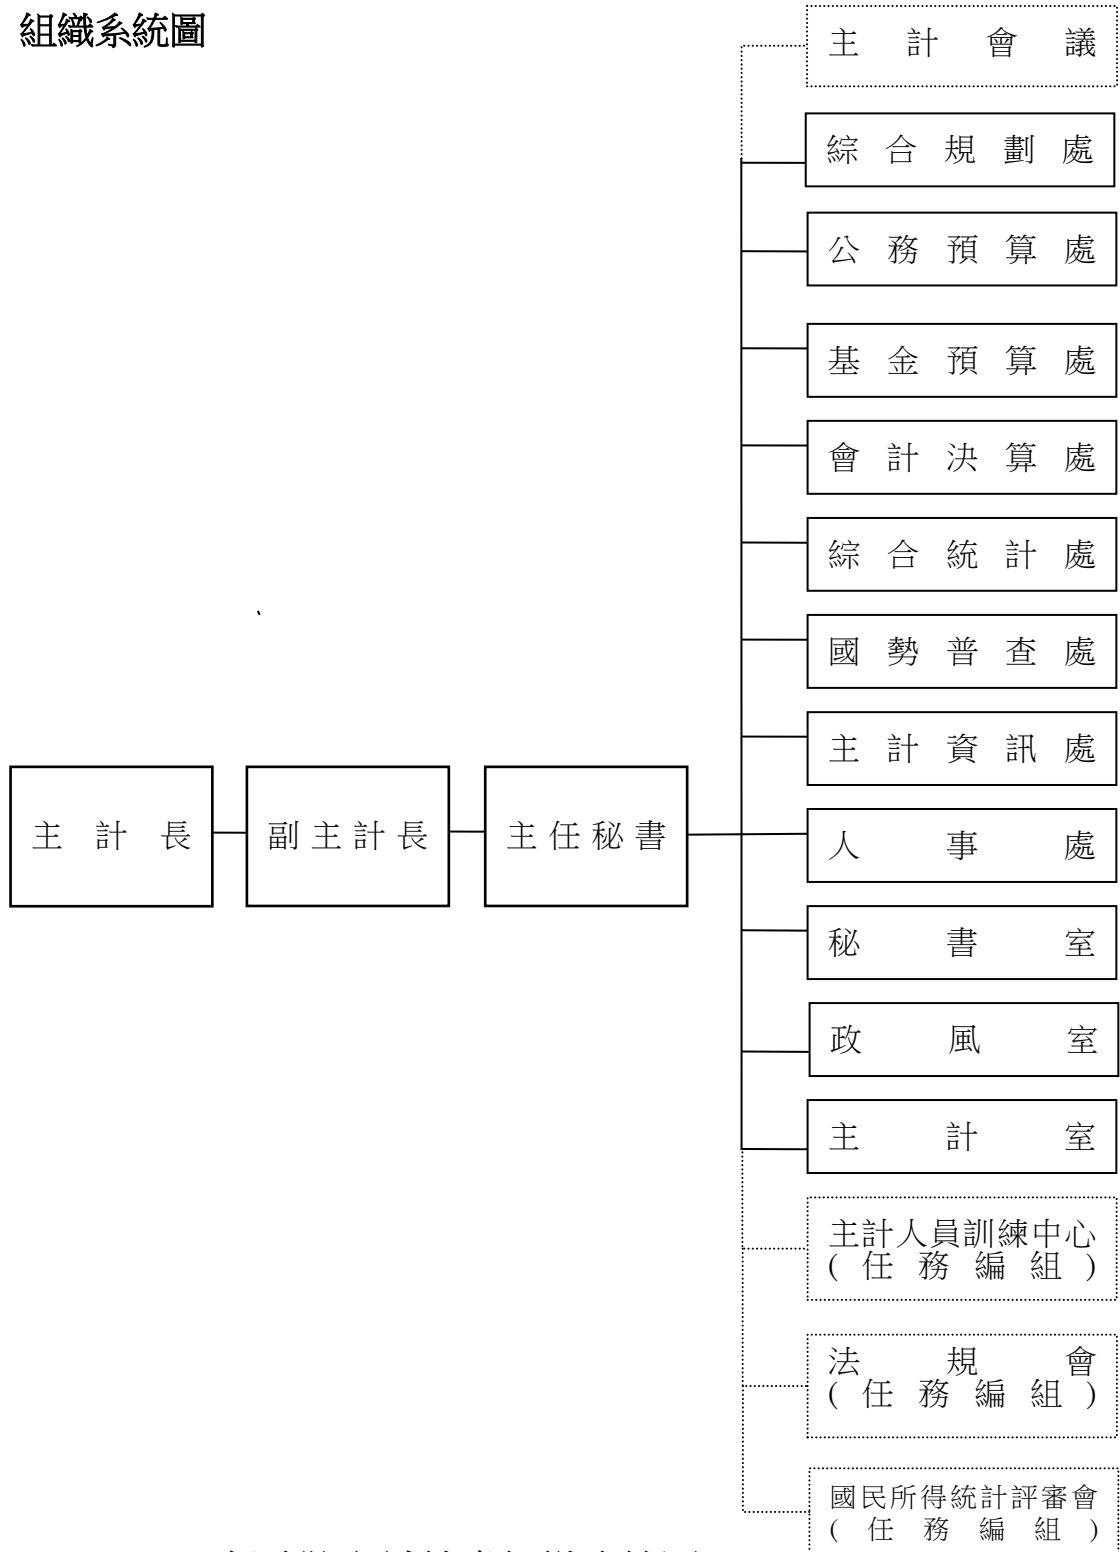 組織系統圖
主計會議
綜合規劃處
公務預算處
基金預算處
會計決算處
綜合統計處
國勢普查處
主計資訊處
主計長
副主計長
主任秘書
人事處
秘書室
政風室
主計室
主計人員訓練中心
(任務編組)
法規會
(任務編組)
國民所得統計評審會
(任務編組)